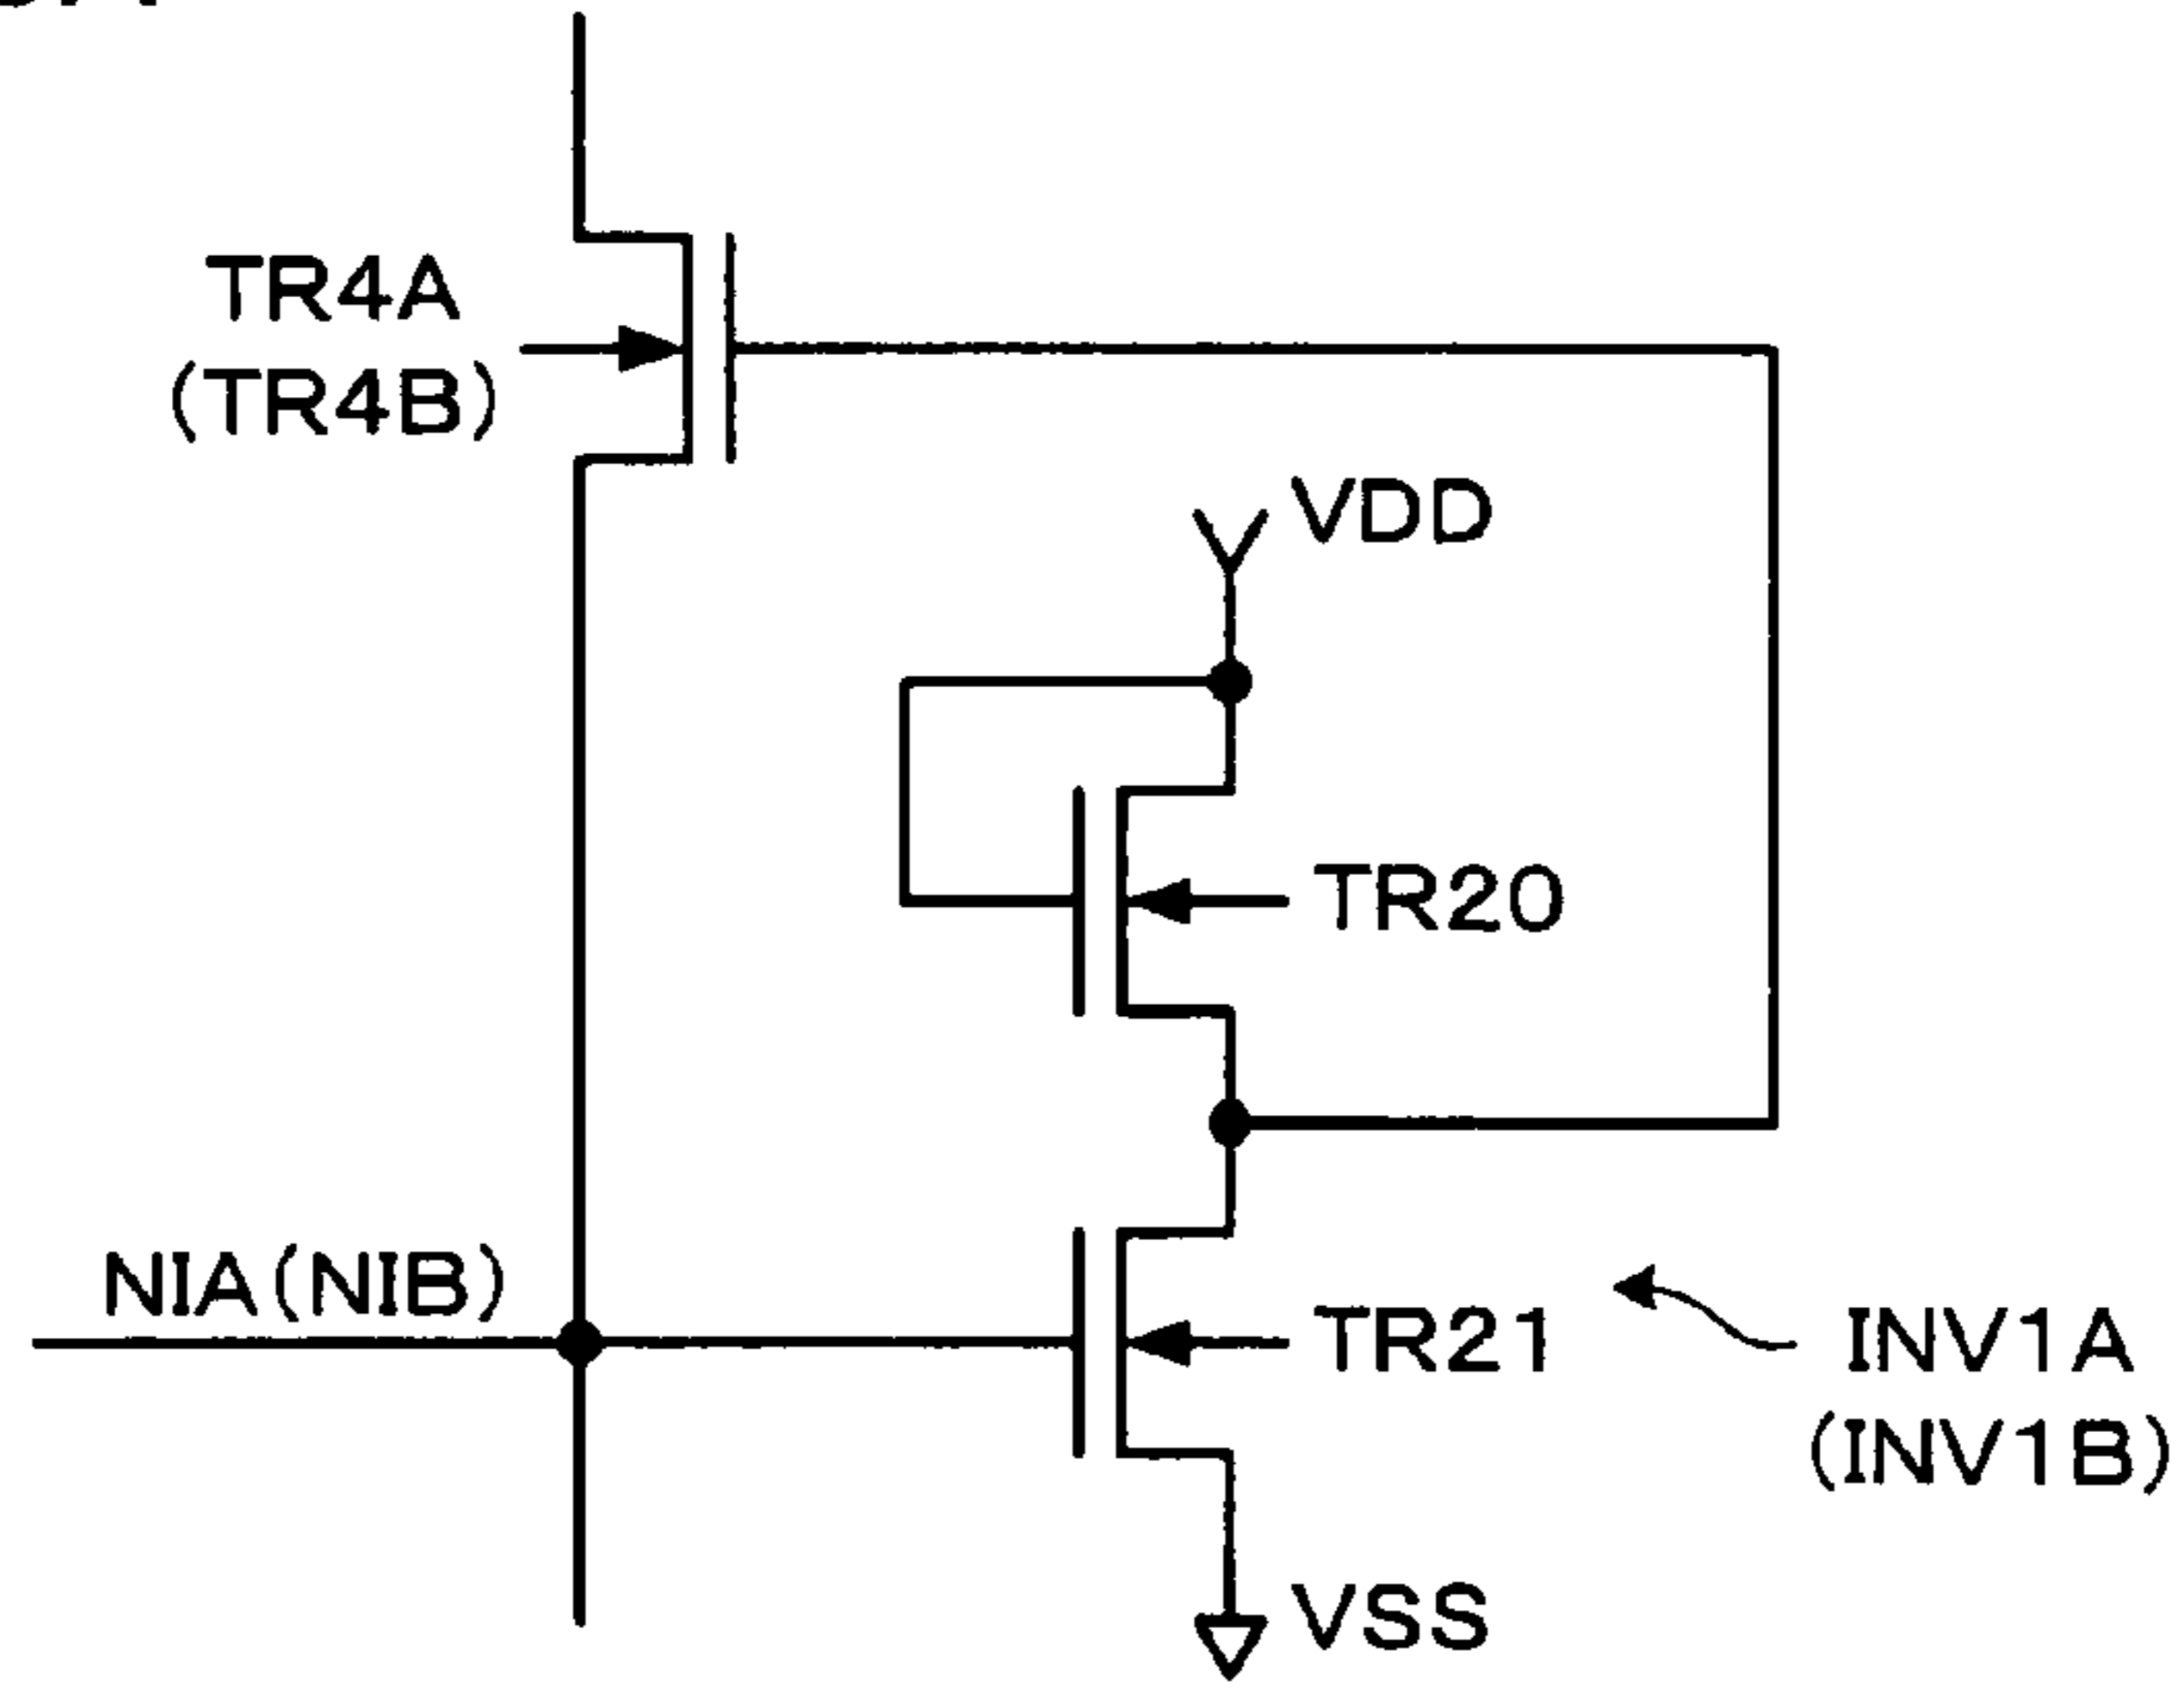 TR4A
(TR4B)
VDD
TR20
NIA(NIB)
TR21
INV1A
(INV1B)
VSS